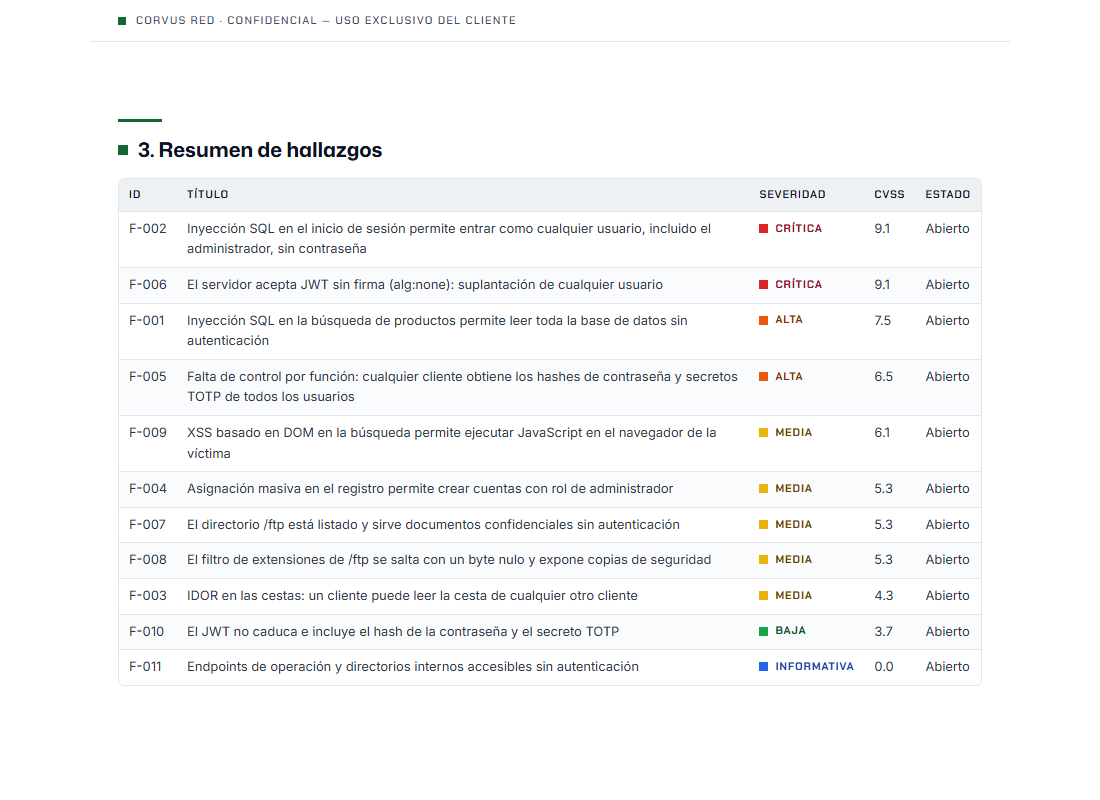 CORVUS RED · CONFIDENCIAL — USO EXCLUSIVO DEL CLIENTE
3. Resumen de hallazgos
ID TÍTULO SEVERIDAD CVSS ESTADO
F-002 Inyección SQL en el inicio de sesión permite entrar como cualquier usuario, incluido el CRÍTICA 9.1 Abierto
administrador, sin contraseña
F-006 El servidor acepta JWT sin firma (alg:none): suplantación de cualquier usuario CRÍTICA 9.1 Abierto
F-001 Inyección SQL en la búsqueda de productos permite leer toda la base de datos sin ALTA 7.5 Abierto
autenticación
F-005 Falta de control por función: cualquier cliente obtiene los hashes de contraseña y secretos ALTA 6.5 Abierto
TOTP de todos los usuarios
F-009 XSS basado en DOM en la búsqueda permite ejecutar JavaScript en el navegador de la MEDIA 6.1 Abierto
víctima
F-004 Asignación masiva en el registro permite crear cuentas con rol de administrador MEDIA 5.3 Abierto
F-007 El directorio /ftp está listado y sirve documentos confidenciales sin autenticación MEDIA 5.3 Abierto
F-008 El filtro de extensiones de /ftp se salta con un byte nulo y expone copias de seguridad MEDIA 5.3 Abierto
F-003 IDOR en las cestas: un cliente puede leer la cesta de cualquier otro cliente MEDIA 4.3 Abierto
F-010 El JWT no caduca e incluye el hash de la contraseña y el secreto TOTP BAJA 3.7 Abierto
F-011 Endpoints de operación y directorios internos accesibles sin autenticación INFORMATIVA 0.0 Abierto